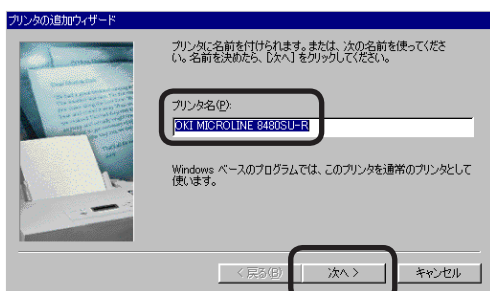 プリンタの追加ウィザード
プリンタに名前を付けられます。または、次の名前を使ってくださ
い。名前を決めたら、[次へ] をクリックしてください。
プリンタ名(P):
OKI MICROLINE 8480SU-R
Windows ベースのプログラムでは、このプリンタを通常のプリンタとして
使います。
< 戻る(B)
次へ >
キャンセル